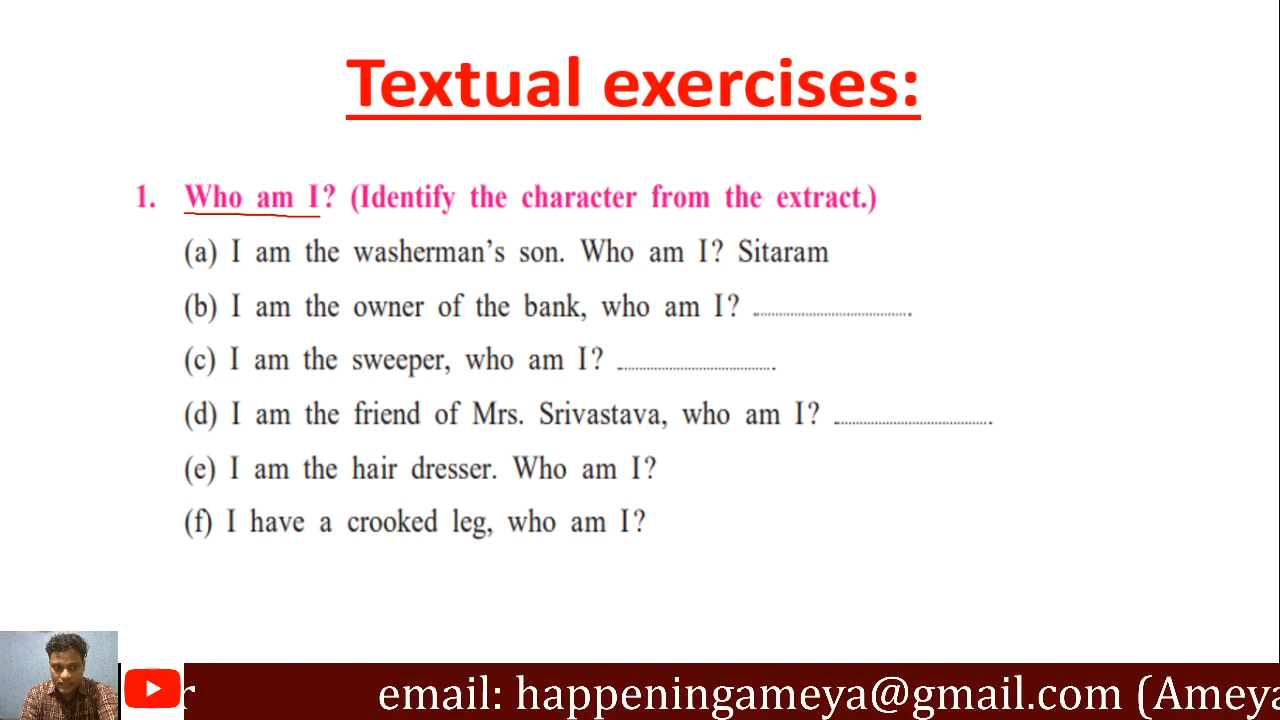 Textual exercises:
1. Who am I? (Identify the character from the extract.)
(a) I am the washerman's son. Who am I? Sitaram
(b) I am the owner of the bank, who am I? ........................................
(c) I am the sweeper, who am I? ........................................
(d) I am the friend of Mrs. Srivastava, who am I? ........................................
(e) I am the hair dresser. Who am I?
(f) I have a crooked leg, who am I?
r email: happeningameya@gmail.com (Ameya